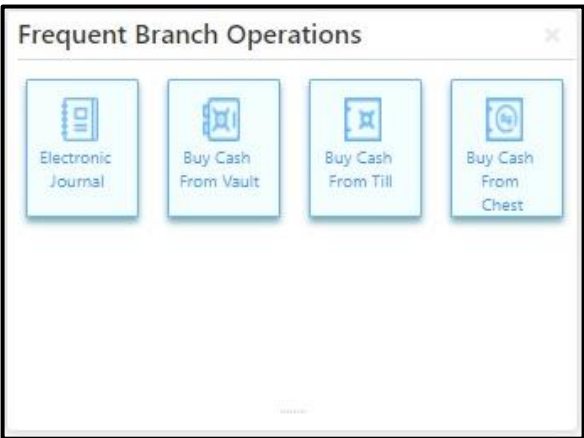 Frequent Branch Operations
Electronic
Journal
Buy Cash
From Vault
Buy Cash
From Till
Buy Cash
From
Chest